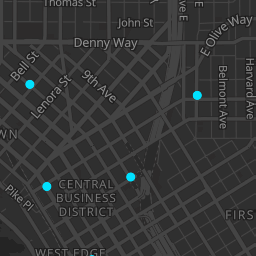 Thomas St
John St
E
Denny Way
E Olive Way
Bell St
Lenora St
9th Ave
Belmont Ave
Harvard Ave
WN
CENTRAL
BUSINESS
DISTRICT
Pike Pl
FIRS
WEST EDGE